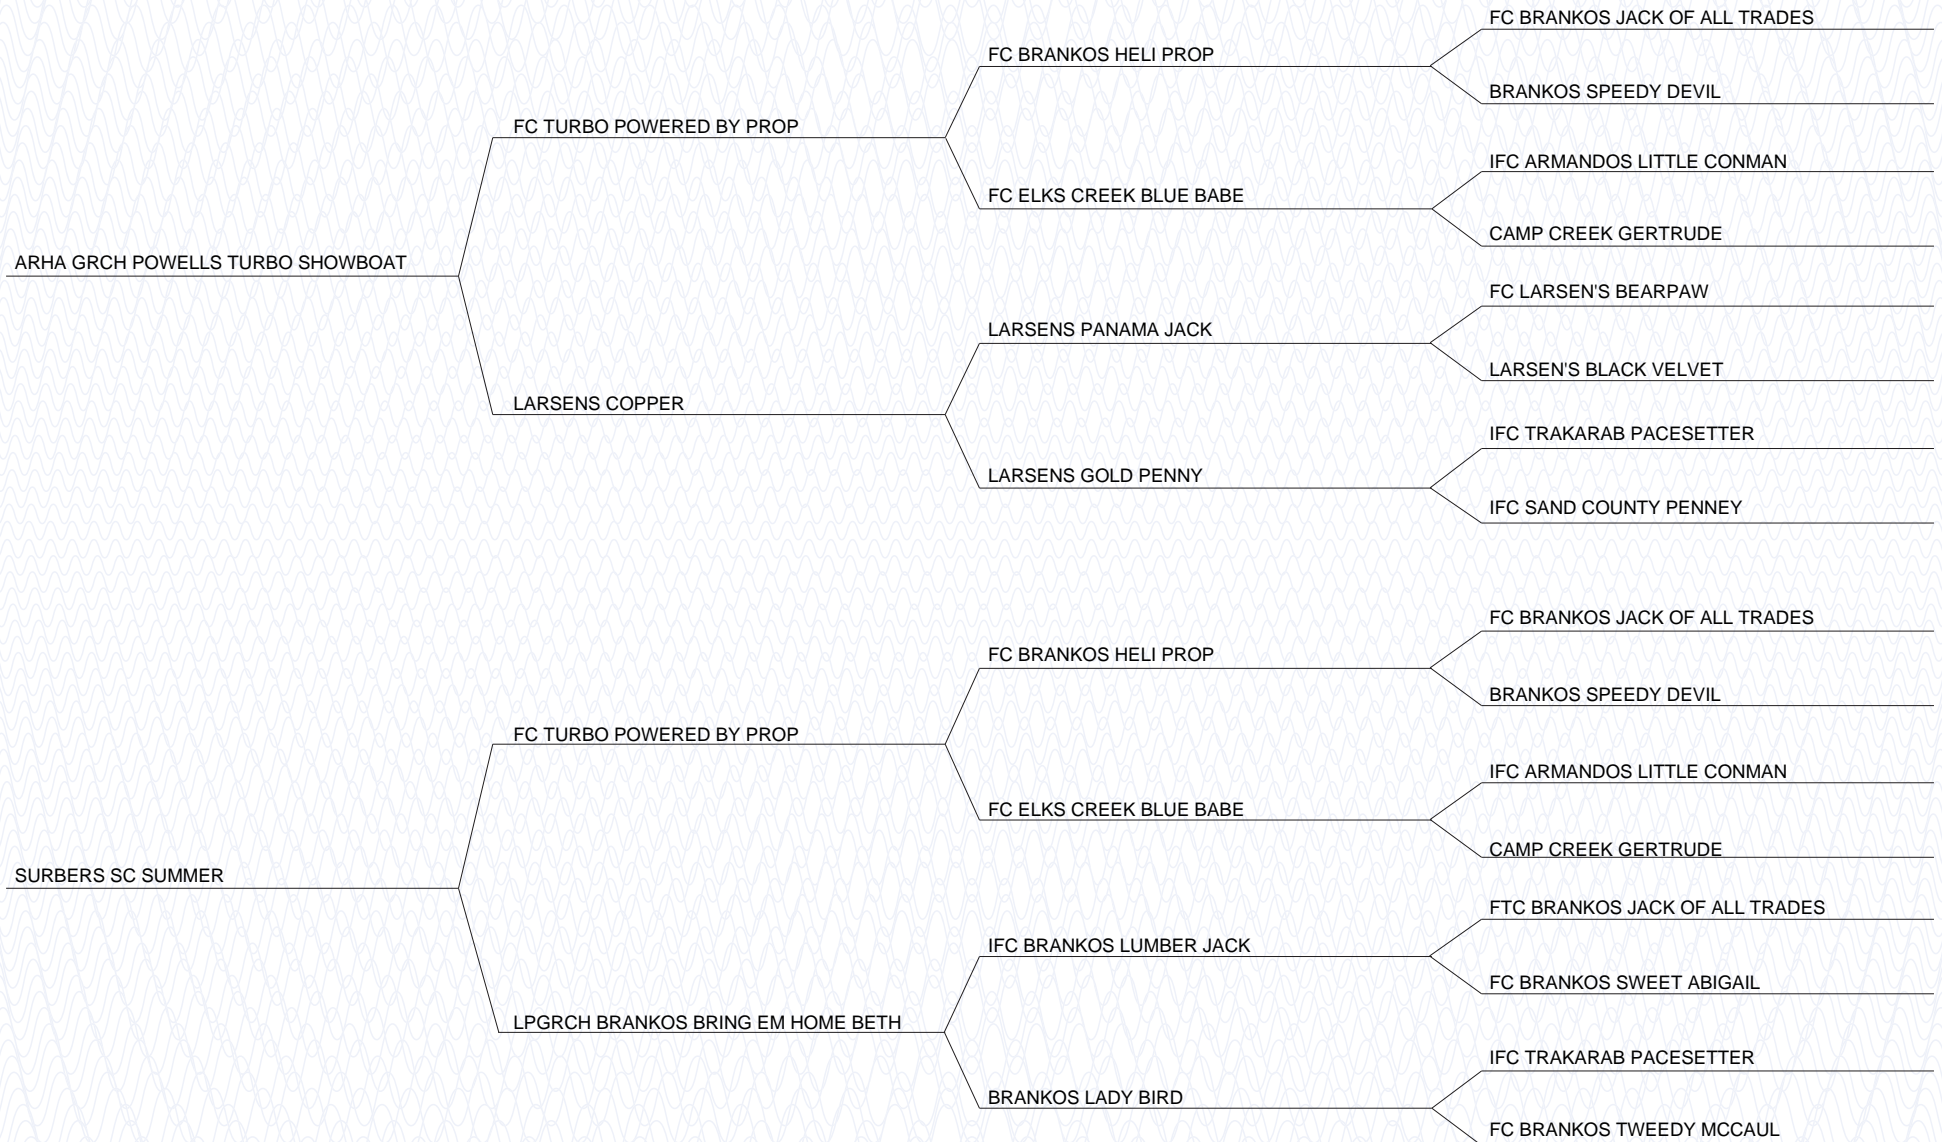 FC BRANKOS JACK OF ALL TRADES
FC BRANKOS HELI PROP
BRANKOS SPEEDY DEVIL
FC TURBO POWERED BY PROP
IFC ARMANDOS LITTLE CONMAN
FC ELKS CREEK BLUE BABE
CAMP CREEK GERTRUDE
ARHA GRCH POWELLS TURBO SHOWBOAT
FC LARSEN'S BEARPAW
LARSENS PANAMA JACK
LARSEN'S BLACK VELVET
LARSENS COPPER
IFC TRAKARAB PACESETTER
LARSENS GOLD PENNY
IFC SAND COUNTY PENNEY
FC BRANKOS JACK OF ALL TRADES
FC BRANKOS HELI PROP
BRANKOS SPEEDY DEVIL
FC TURBO POWERED BY PROP
IFC ARMANDOS LITTLE CONMAN
FC ELKS CREEK BLUE BABE
CAMP CREEK GERTRUDE
SURBERS SC SUMMER
FTC BRANKOS JACK OF ALL TRADES
IFC BRANKOS LUMBER JACK
FC BRANKOS SWEET ABIGAIL
LPGRCH BRANKOS BRING EM HOME BETH
IFC TRAKARAB PACESETTER
BRANKOS LADY BIRD
FC BRANKOS TWEEDY MCCAUL